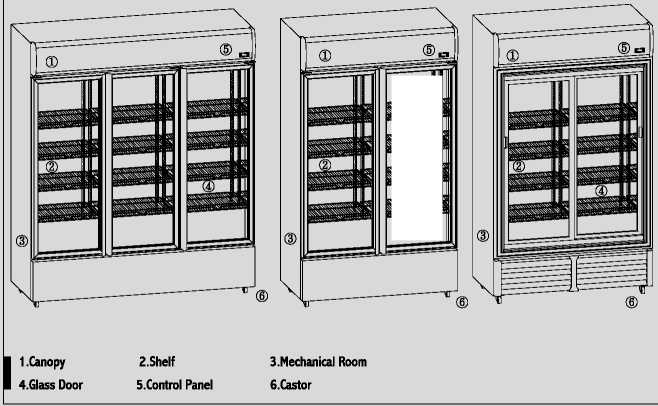 ① ⑤ ① ⑤ ① ⑤
② ④ ② ② ④
③ ③ ③
⑥ ⑥ ⑥
1.Canopy 2.Shelf 3.Mechanical Room
4.Glass Door 5.Control Panel 6.Castor